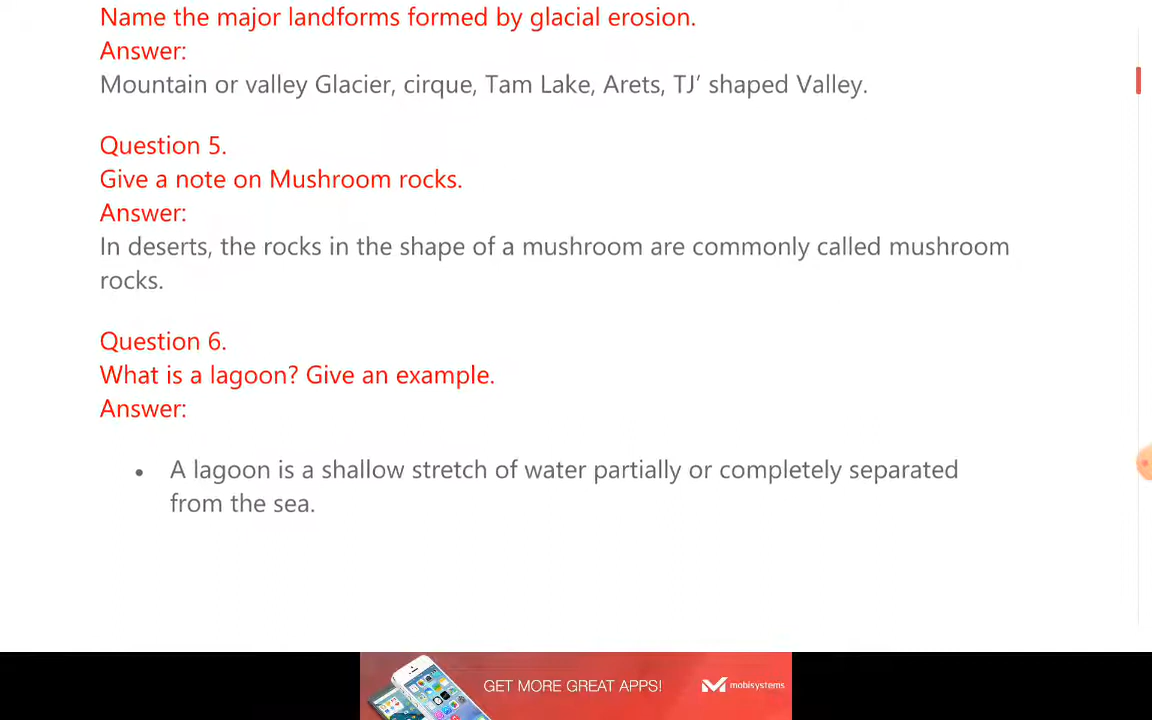 Name the major landforms formed by glacial erosion.
Answer:
Mountain or valley Glacier, cirque, Tam Lake, Arets, TJ’ shaped Valley.
Question 5.
Give a note on Mushroom rocks.
Answer:
In deserts, the rocks in the shape of a mushroom are commonly called mushroom
rocks.
Question 6.
What is a lagoon? Give an example.
Answer:
• A lagoon is a shallow stretch of water partially or completely separated
from the sea.
GET MORE GREAT APPS!
mobisystems